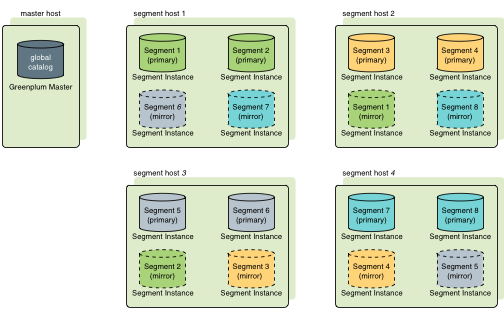 master host
global
catalog
Greenplum Master
segment host 1
Segment 1
(primary)
Segment Instance
Segment 2
(primary)
Segment Instance
Segment 6
(mirror)
Segment Instance
Segment 7
(mirror)
Segment Instance
segment host 2
Segment 3
(primary)
Segment Instance
Segment 4
(primary)
Segment Instance
Segment 1
(mirror)
Segment Instance
Segment 8
(mirror)
Segment Instance
segment host 3
Segment 5
(primary)
Segment Instance
Segment 6
(primary)
Segment Instance
Segment 2
(mirror)
Segment Instance
Segment 3
(mirror)
Segment Instance
segment host 4
Segment 7
(primary)
Segment Instance
Segment 8
(primary)
Segment Instance
Segment 4
(mirror)
Segment Instance
Segment 5
(mirror)
Segment Instance